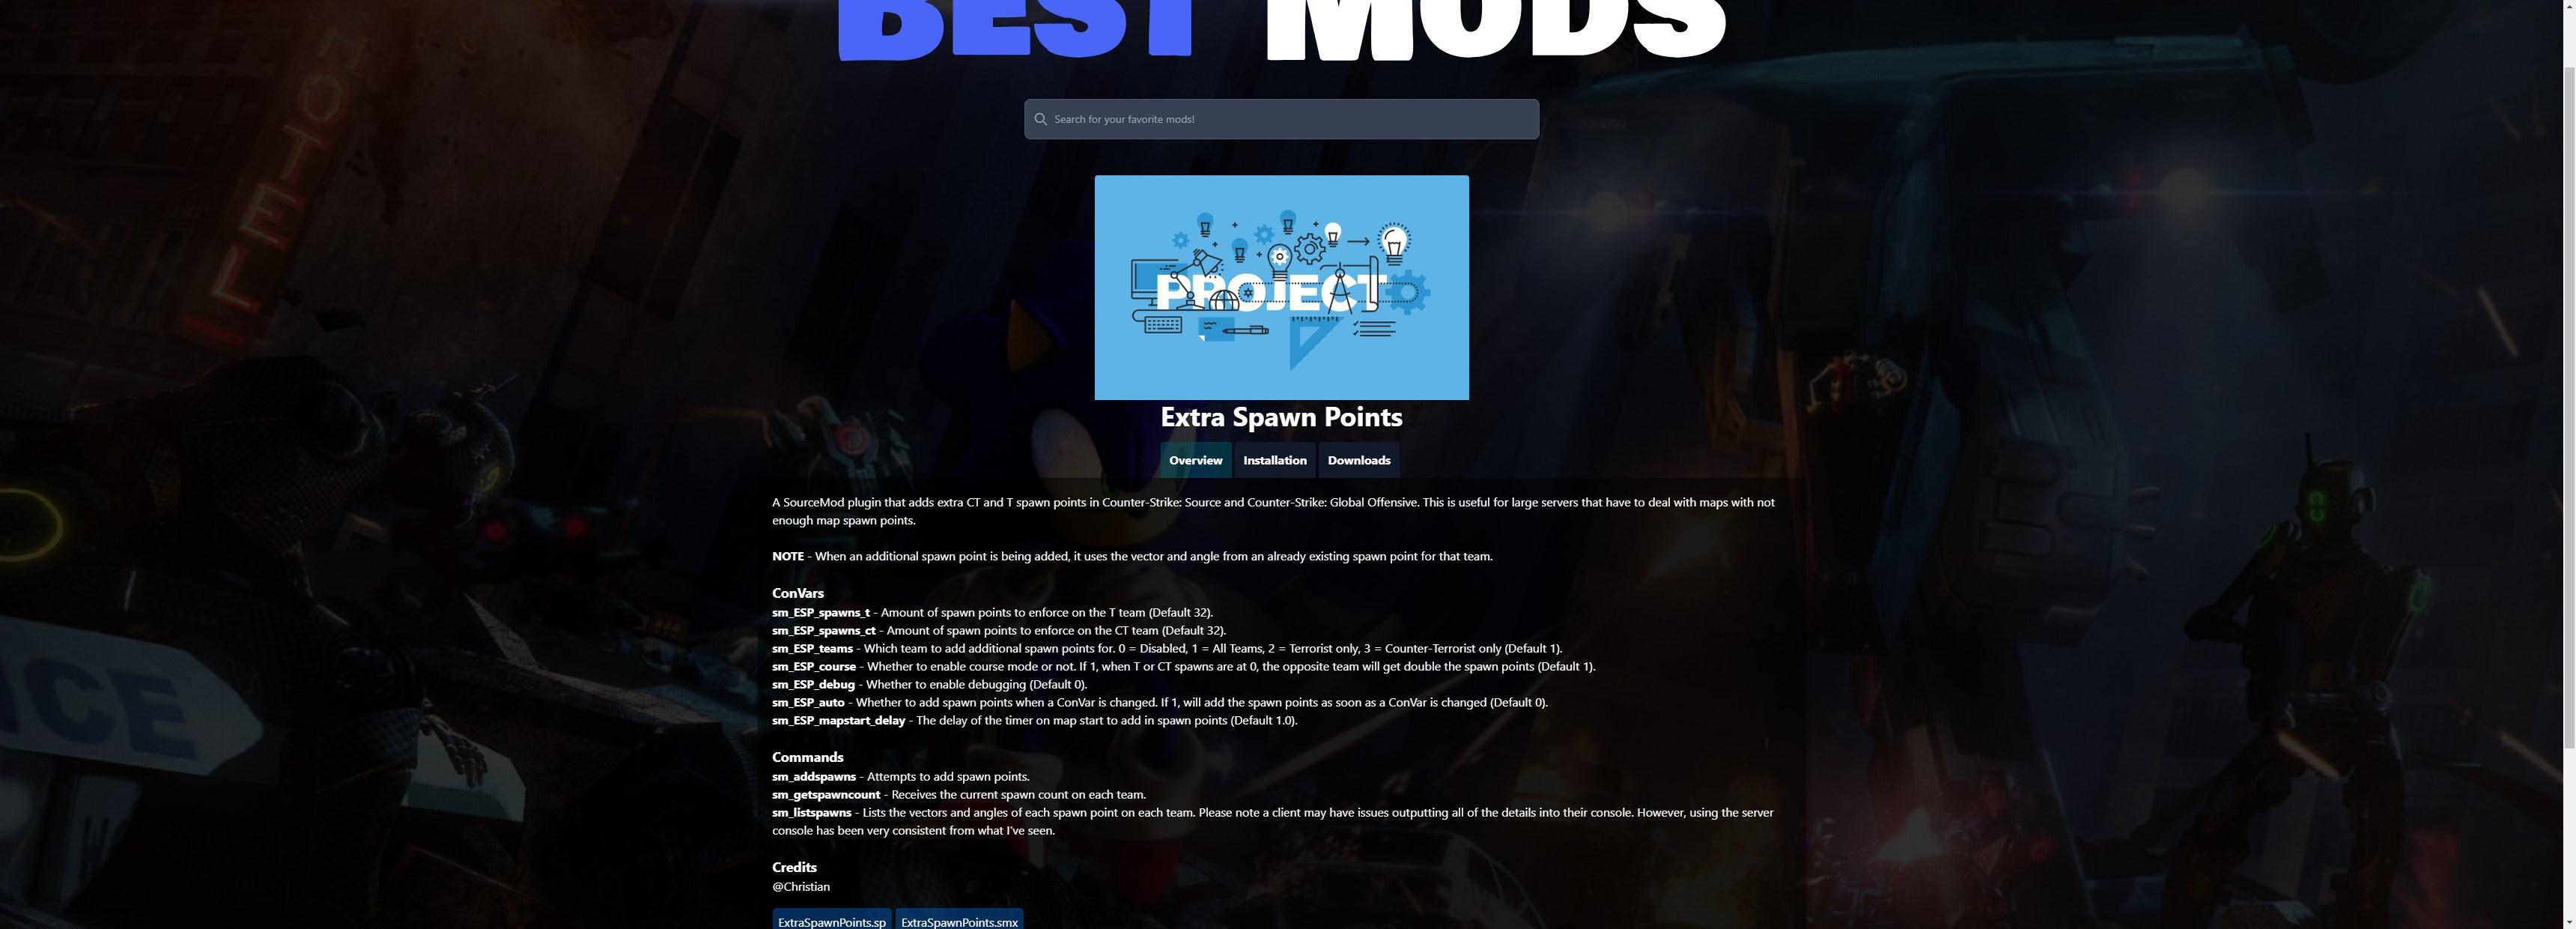 BEST MODS
HOTEL
Search for your favorite mods!
PROJECT
Extra Spawn Points
Overview Installation Downloads
A SourceMod plugin that adds extra CT and T spawn points in Counter-Strike: Source and Counter-Strike: Global Offensive. This is useful for large servers that have to deal with maps with not
enough map spawn points.
NOTE - When an additional spawn point is being added, it uses the vector and angle from an already existing spawn point for that team.
ConVars
sm_ESP_spawns_t - Amount of spawn points to enforce on the T team (Default 32).
sm_ESP_spawns_ct - Amount of spawn points to enforce on the CT team (Default 32).
sm_ESP_teams - Which team to add additional spawn points for. 0 = Disabled, 1 = All Teams, 2 = Terrorist only, 3 = Counter-Terrorist only (Default 1).
sm_ESP_course - Whether to enable course mode or not. If 1, when T or CT spawns are at 0, the opposite team will get double the spawn points (Default 1).
sm_ESP_debug - Whether to enable debugging (Default 0).
sm_ESP_auto - Whether to add spawn points when a ConVar is changed. If 1, will add the spawn points as soon as a ConVar is changed (Default 0).
sm_ESP_mapstart_delay - The delay of the timer on map start to add in spawn points (Default 1.0).
Commands
sm_addspawns - Attempts to add spawn points.
sm_getspawncount - Receives the current spawn count on each team.
sm_listspawns - Lists the vectors and angles of each spawn point on each team. Please note a client may have issues outputting all of the details into their console. However, using the server
console has been very consistent from what I've seen.
Credits
@Christian
ExtraSpawnPoints.sp ExtraSpawnPoints.smx